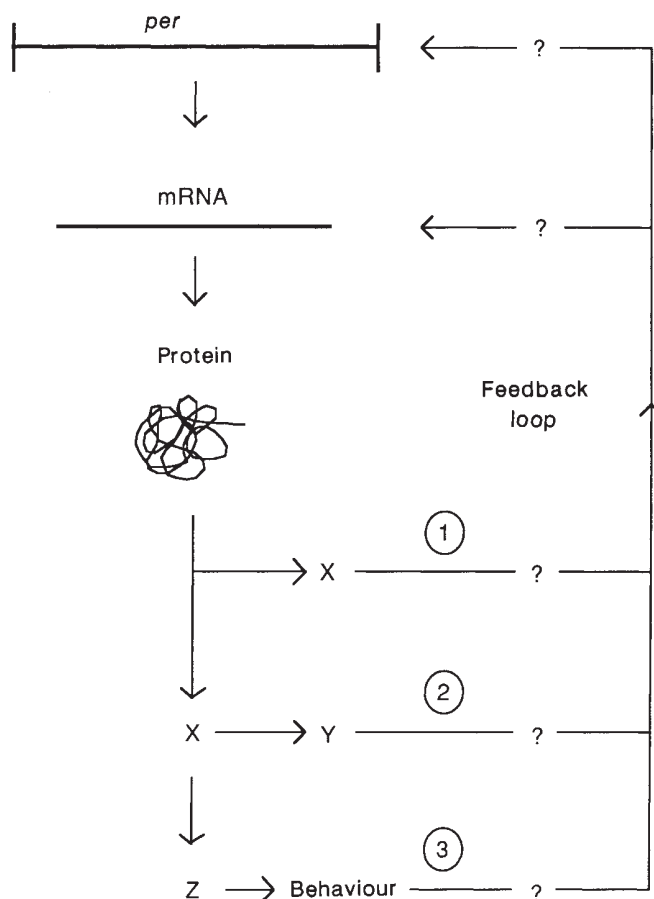 per
?
mRNA
?
Protein
Feedback
loop
1
X ?
2
X Y ?
3
Z Behaviour ?